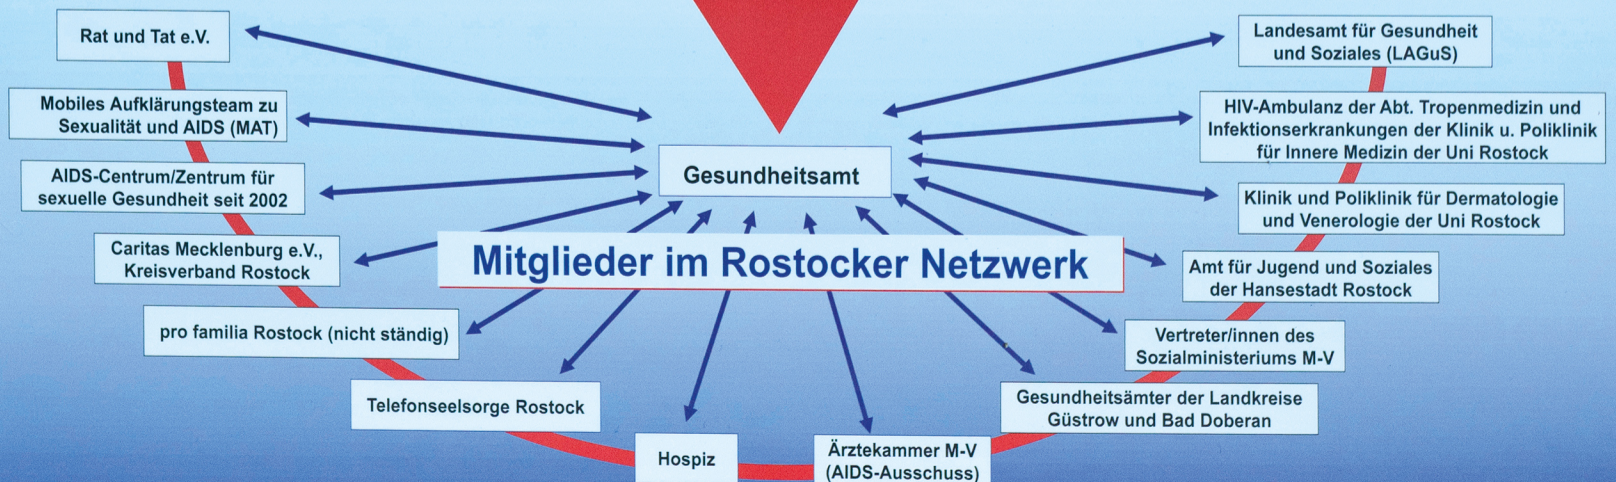 Rat und Tat e.V.
Mobiles Aufklärungsteam zu
Sexualität und AIDS (MAT)
AIDS-Centrum/Zentrum für
sexuelle Gesundheit seit 2002
Caritas Mecklenburg e.V.,
Kreisverband Rostock
pro familia Rostock (nicht ständig)
Telefonseelsorge Rostock
Hospiz
Gesundheitsamt
Mitglieder im Rostocker Netzwerk
Ärztekammer M-V
(AIDS-Ausschuss)
Landesamt für Gesundheit
und Soziales (LAGuS)
HIV-Ambulanz der Abt. Tropenmedizin und
Infektionserkrankungen der Klinik u. Poliklinik
für Innere Medizin der Uni Rostock
Klinik und Poliklinik für Dermatologie
und Venerologie der Uni Rostock
Amt für Jugend und Soziales
der Hansestadt Rostock
Vertreter/innen des
Sozialministeriums M-V
Gesundheitsämter der Landkreise
Güstrow und Bad Doberan